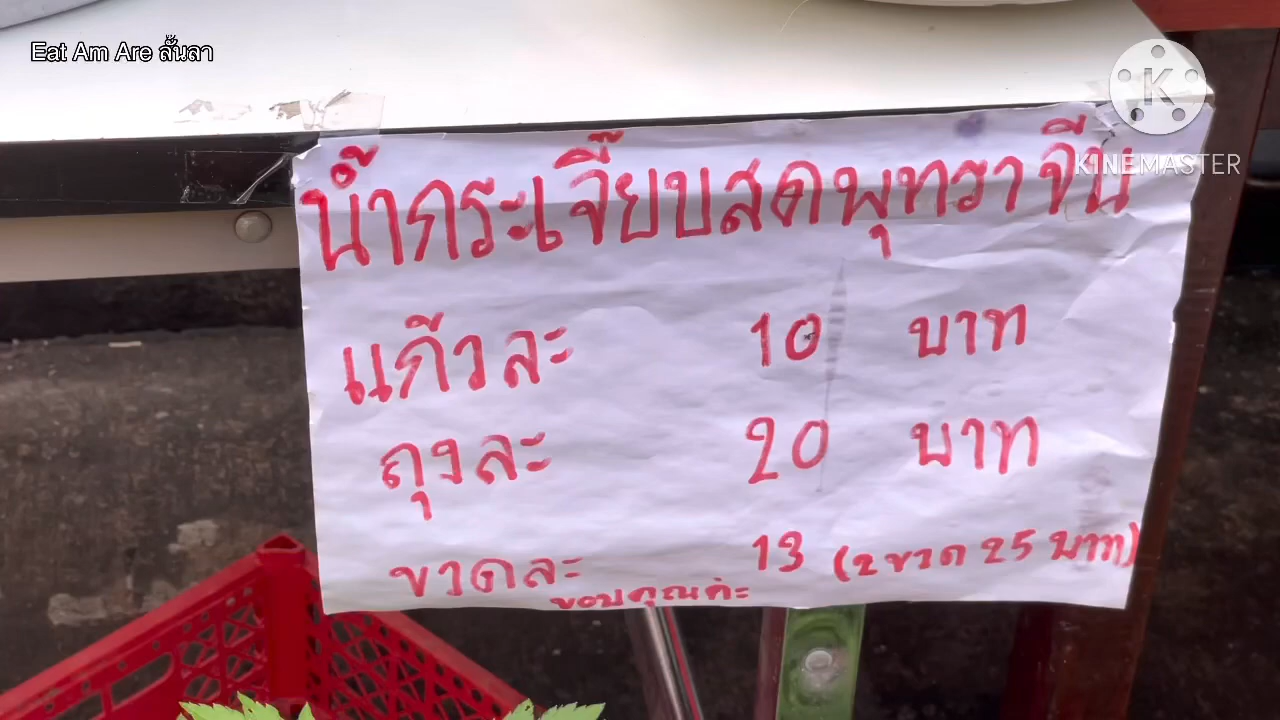 Eat Am Are ลั้นลา
KINEMASTER
น้ำกระเจี๊ยบสดพุทราจีน
แก้วละ 10 บาท
ถุงละ 20 บาท
ขวดละ 13 (2 ขวด 25 บาท)
ขอบคุณค่ะ